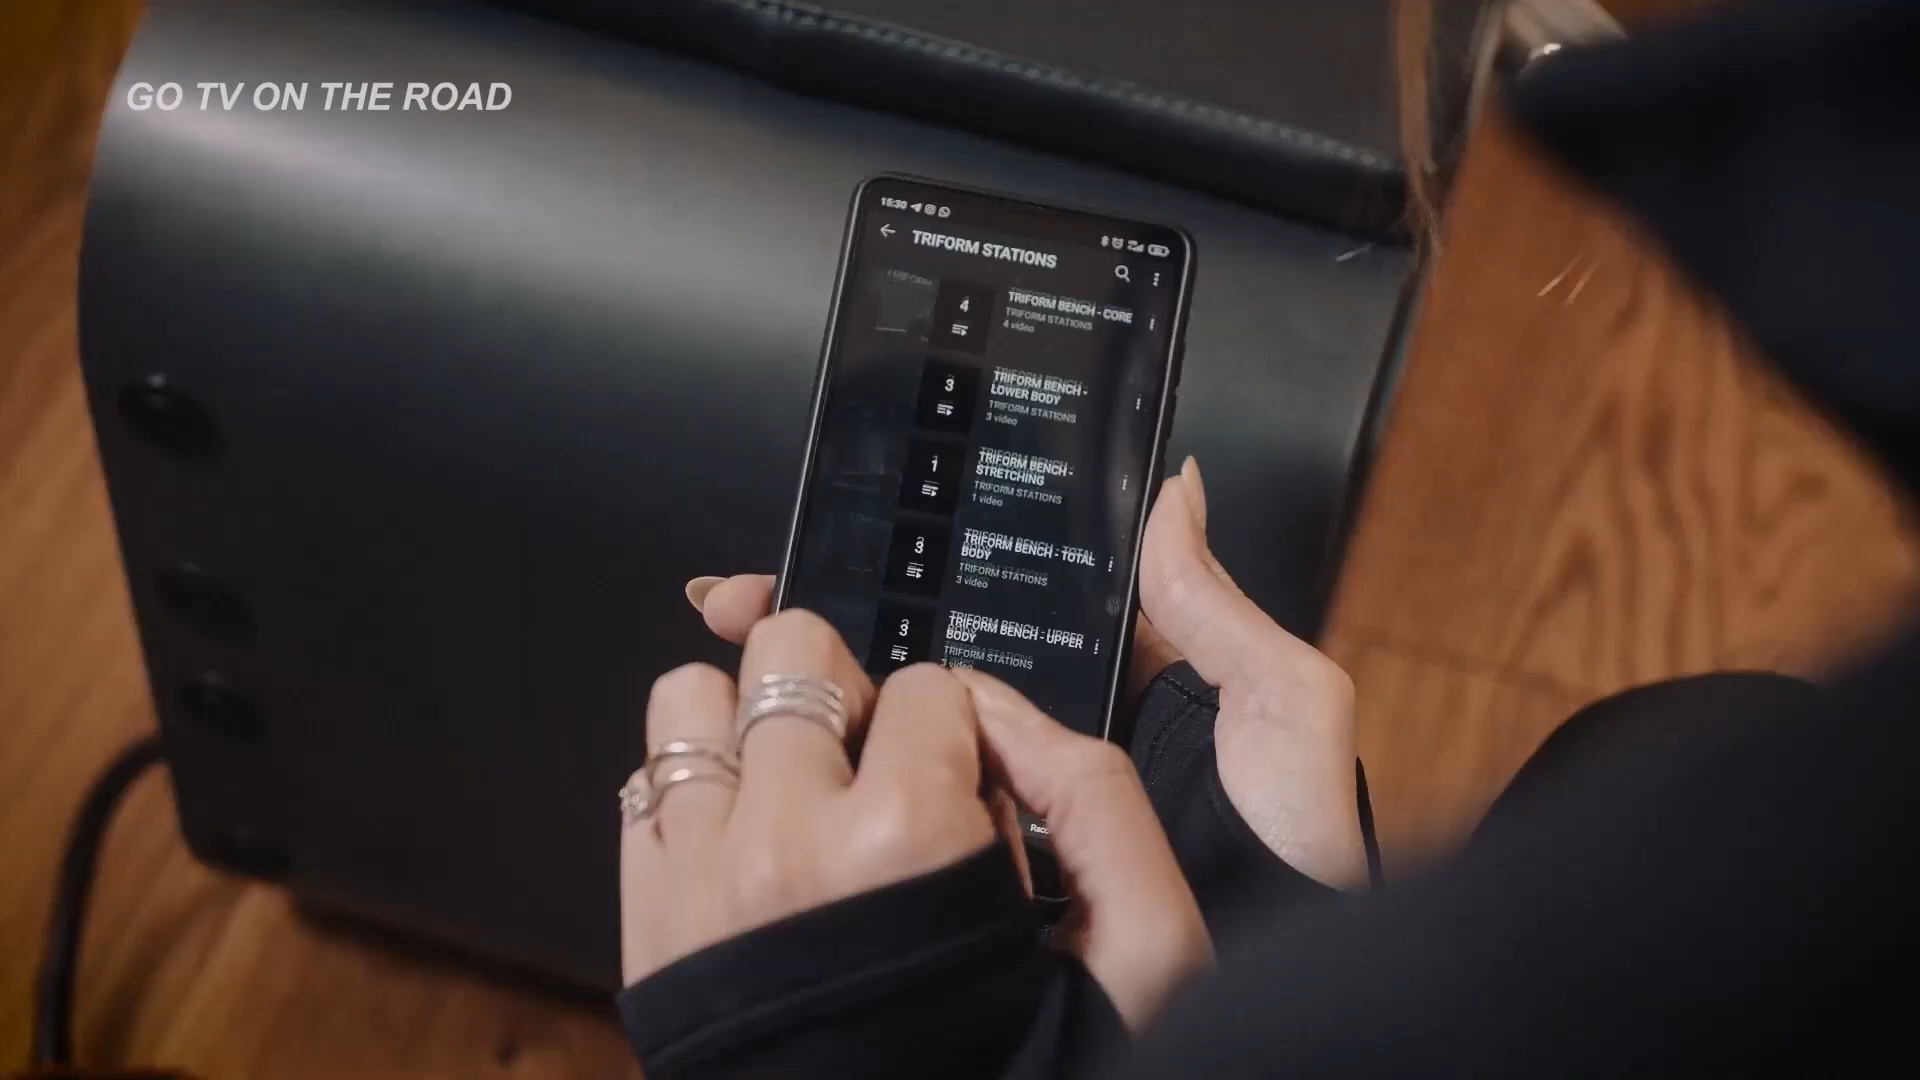 GO TV ON THE ROAD
15:30
TRIFORM STATIONS
4
TRIFORM BENCH - CORE
TRIFORM STATIONS
4 video
3
TRIFORM BENCH -
LOWER BODY
TRIFORM STATIONS
3 video
1
TRIFORM BENCH -
STRETCHING
TRIFORM STATIONS
1 video
3
TRIFORM BENCH - TOTAL
BODY
TRIFORM STATIONS
3 video
3
TRIFORM BENCH - UPPER
BODY
TRIFORM STATIONS
3 video